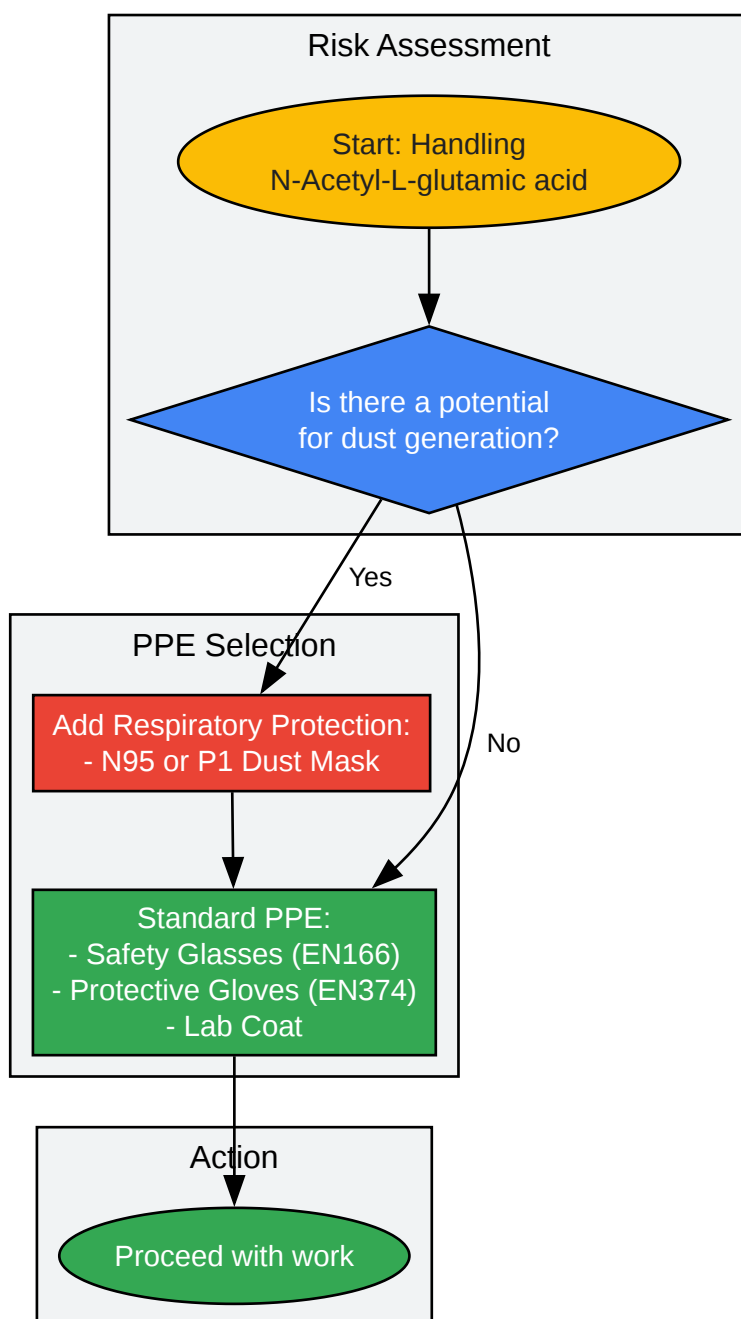 Risk Assessment
Start: Handling
N-Acetyl-L-glutamic acid
Is there a potential
for dust generation?
Yes
PPE Selection
Add Respiratory Protection:
- N95 or P1 Dust Mask
No
Standard PPE:
- Safety Glasses (EN166)
- Protective Gloves (EN374)
- Lab Coat
Action
Proceed with work